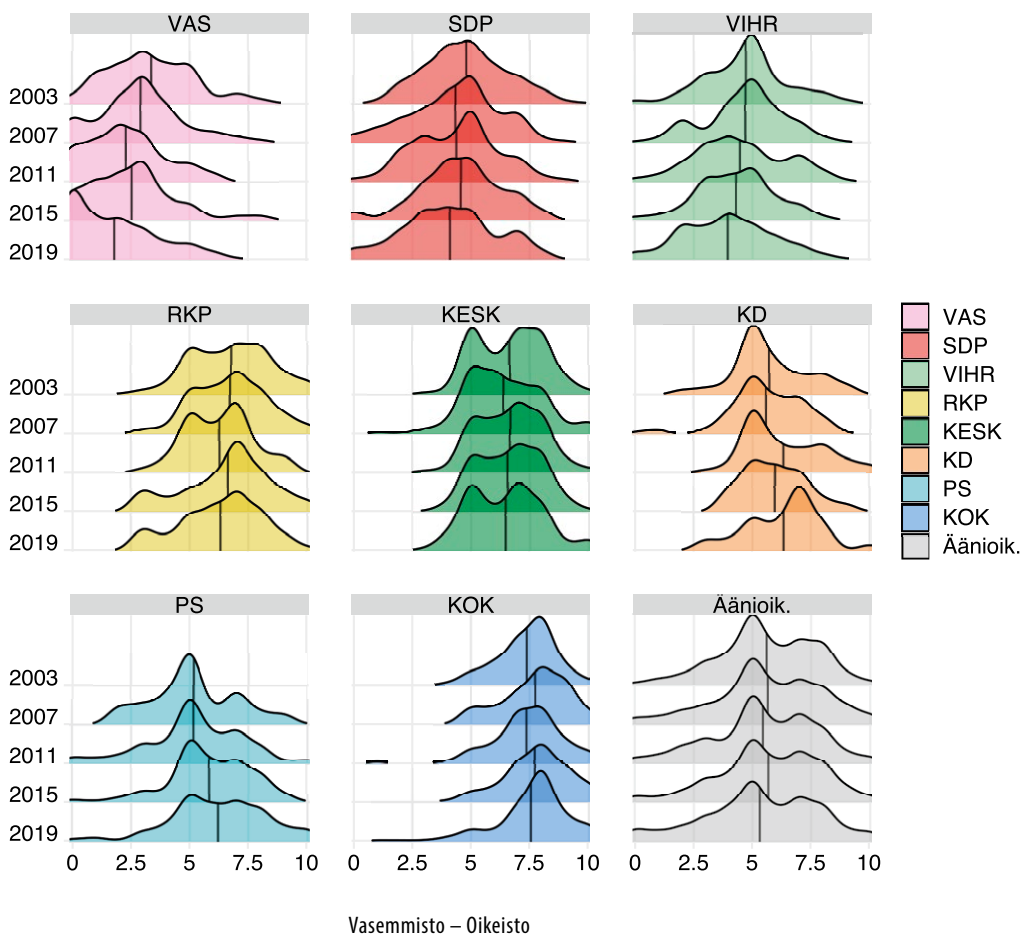 VAS SDP VIHR
2003
2007
2011
2015
2019
RKP KESK KD
2003
2007
2011
2015
2019
VAS
SDP
VIHR
RKP
KESK
KD
PS
KOK
Äänioik.
PS KOK Äänioik.
2003
2007
2011
2015
2019
0 2.5 5 7.5 10 0 2.5 5 7.5 10 0 2.5 5 7.5 10
Vasemmisto – Oikeisto